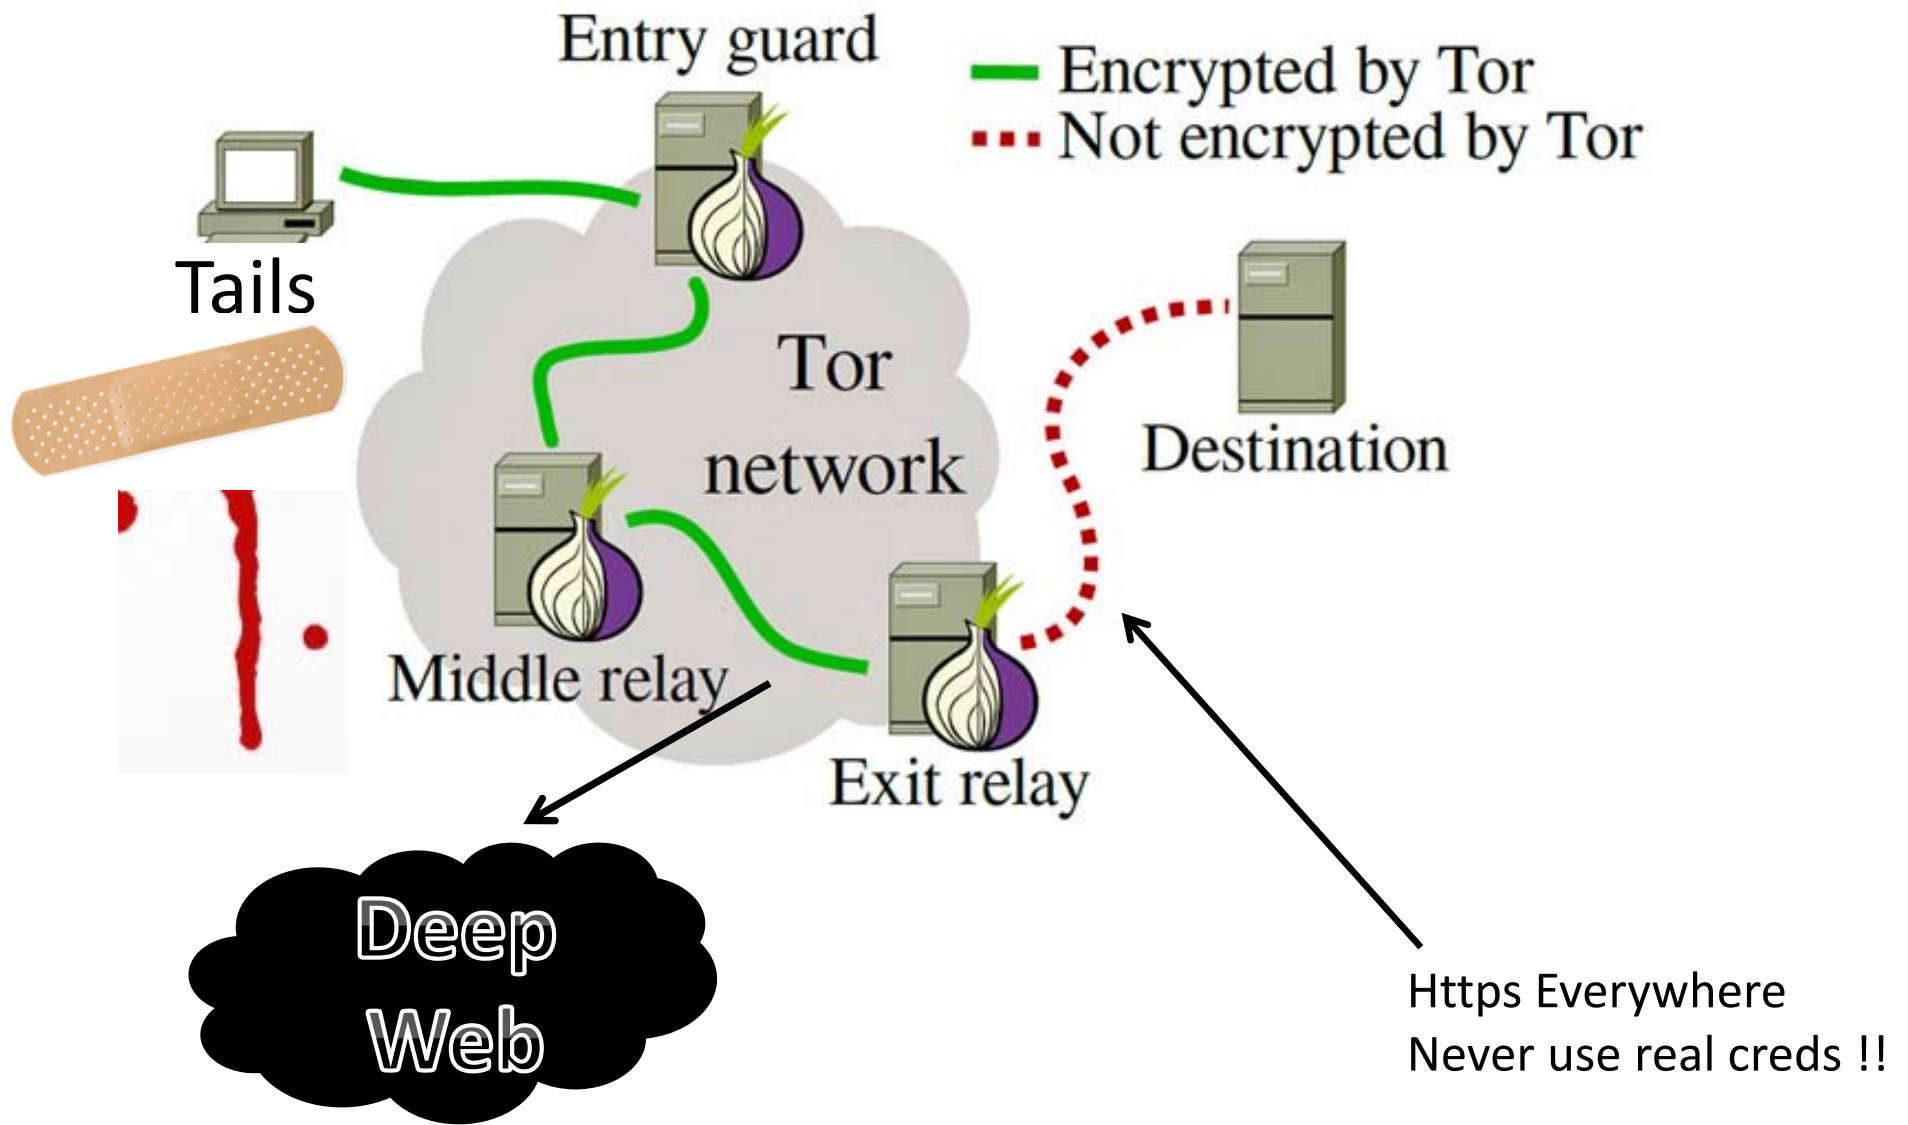 Entry guard
Encrypted by Tor
Not encrypted by Tor
Tails
Tor
network
Destination
Middle relay
Exit relay
Deep
Web
Https Everywhere
Never use real creds !!